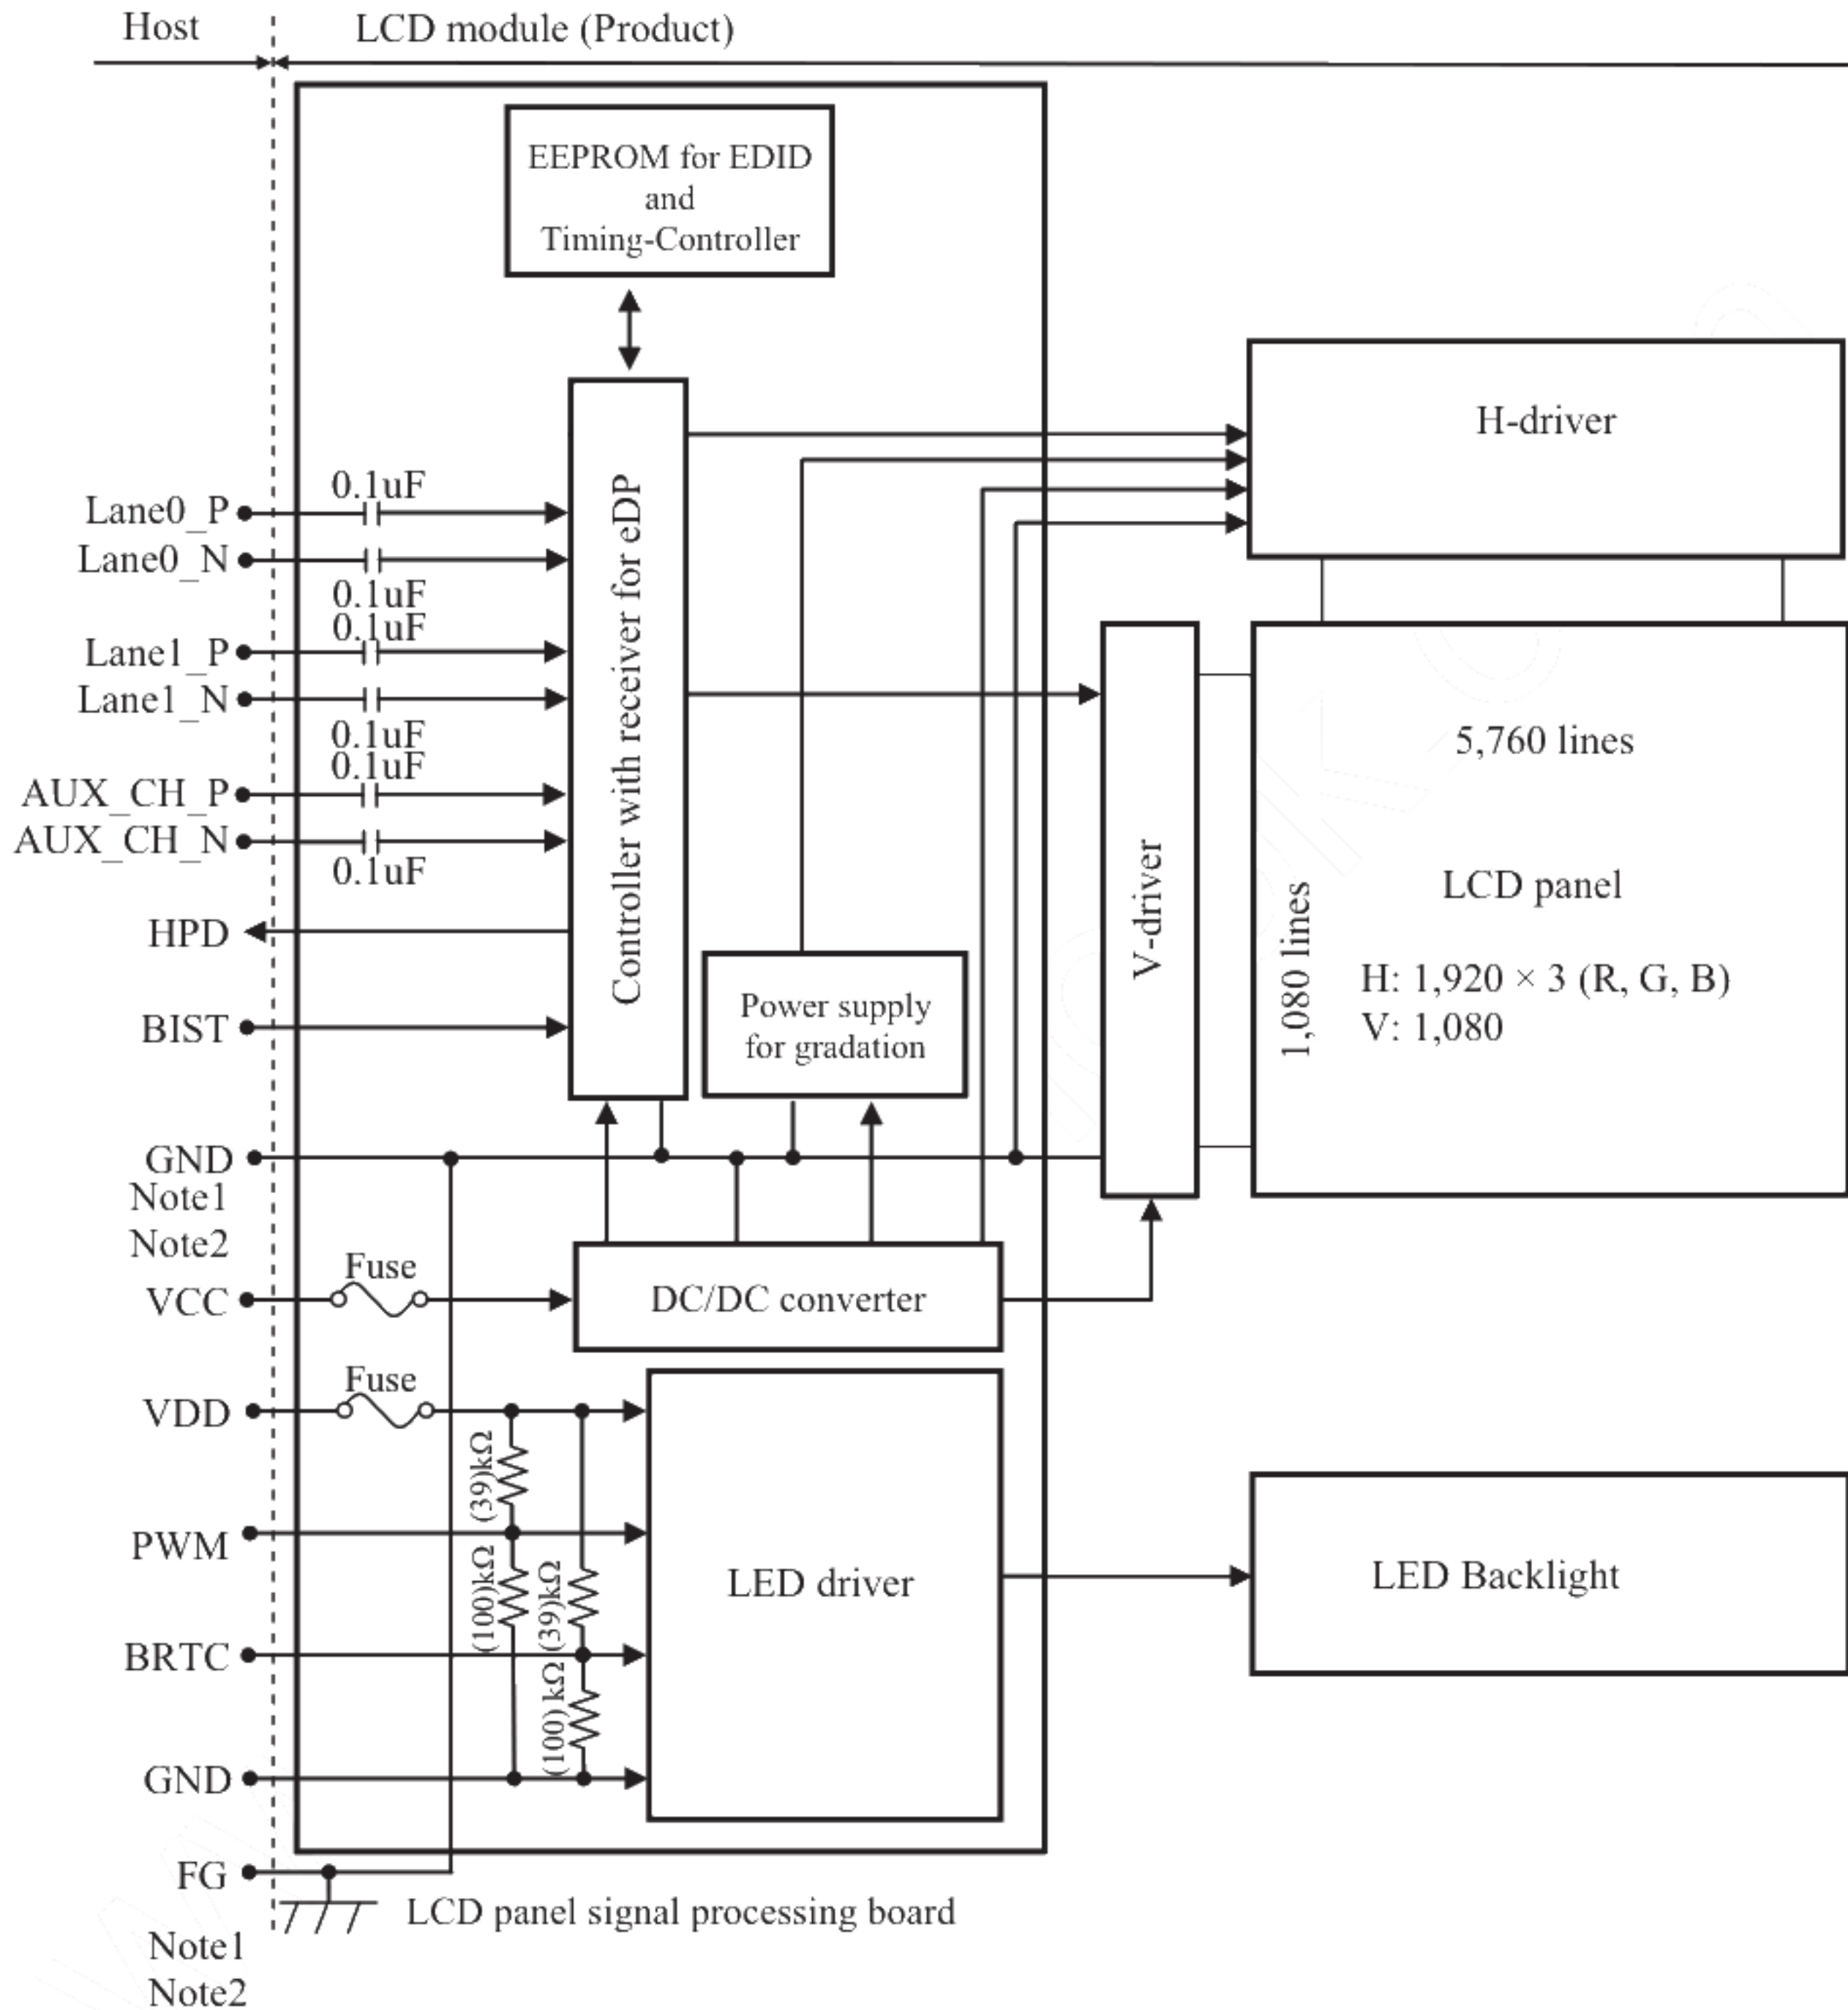 Host
LCD module (Product)
EEPROM for EDID
and
Timing-Controller
H-driver
Controller with receiver for eDP
Lane0_P
0.1uF
Lane0_N
0.1uF
0.1uF
Lane1_P
Lane1_N
0.1uF
0.1uF
AUX_CH_P
AUX_CH_N
0.1uF
HPD
BIST
Power supply
for gradation
V-driver
5,760 lines
1,080 lines
LCD panel
H: 1,920 × 3 (R, G, B)
V: 1,080
GND
Note1
Note2
VCC
Fuse
DC/DC converter
VDD
Fuse
(39)kΩ
PWM
(100)kΩ
(39)kΩ
LED driver
LED Backlight
BRTC
(100) kΩ
GND
FG
LCD panel signal processing board
Note1
Note2